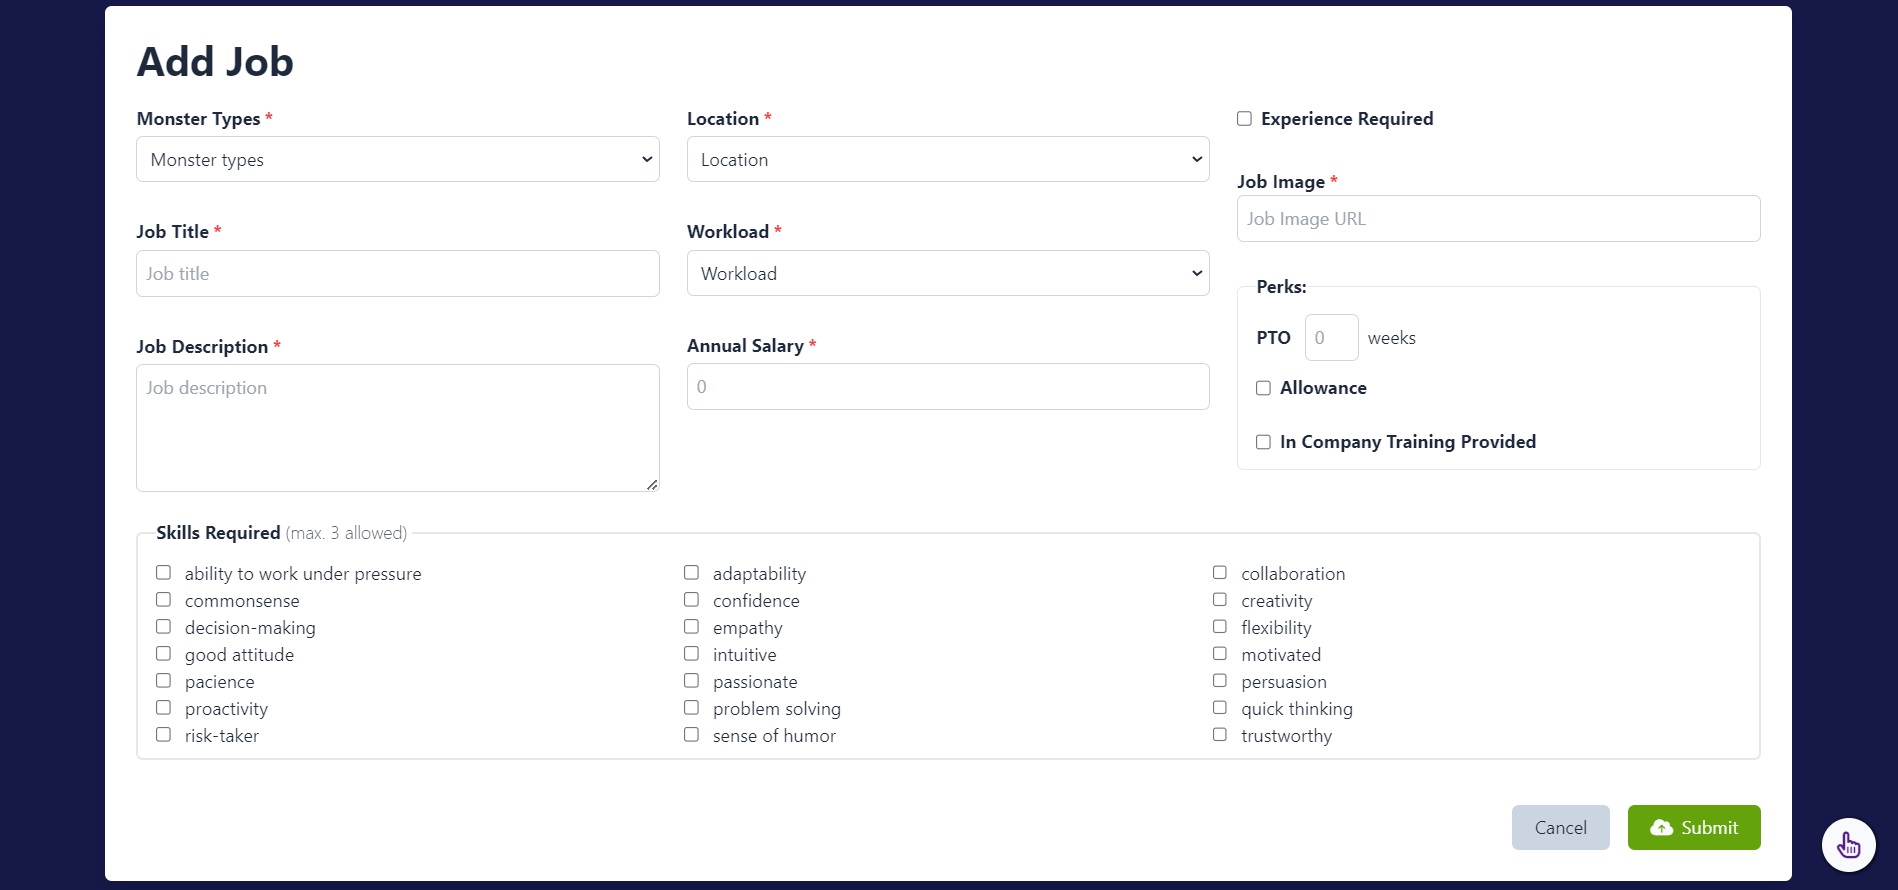 Add Job
Monster Types *
Monster types
Location *
Location
Experience Required
Job Image *
Job Image URL
Job Title *
Job title
Workload *
Workload
Perks:
PTO 0 weeks
Allowance
In Company Training Provided
Job Description *
Job description
Annual Salary *
0
Skills Required (max. 3 allowed)
ability to work under pressure
adaptability
collaboration
commonsense
confidence
creativity
decision-making
empathy
flexibility
good attitude
intuitive
motivated
pacience
passionate
persuasion
proactivity
problem solving
quick thinking
risk-taker
sense of humor
trustworthy
Cancel
Submit